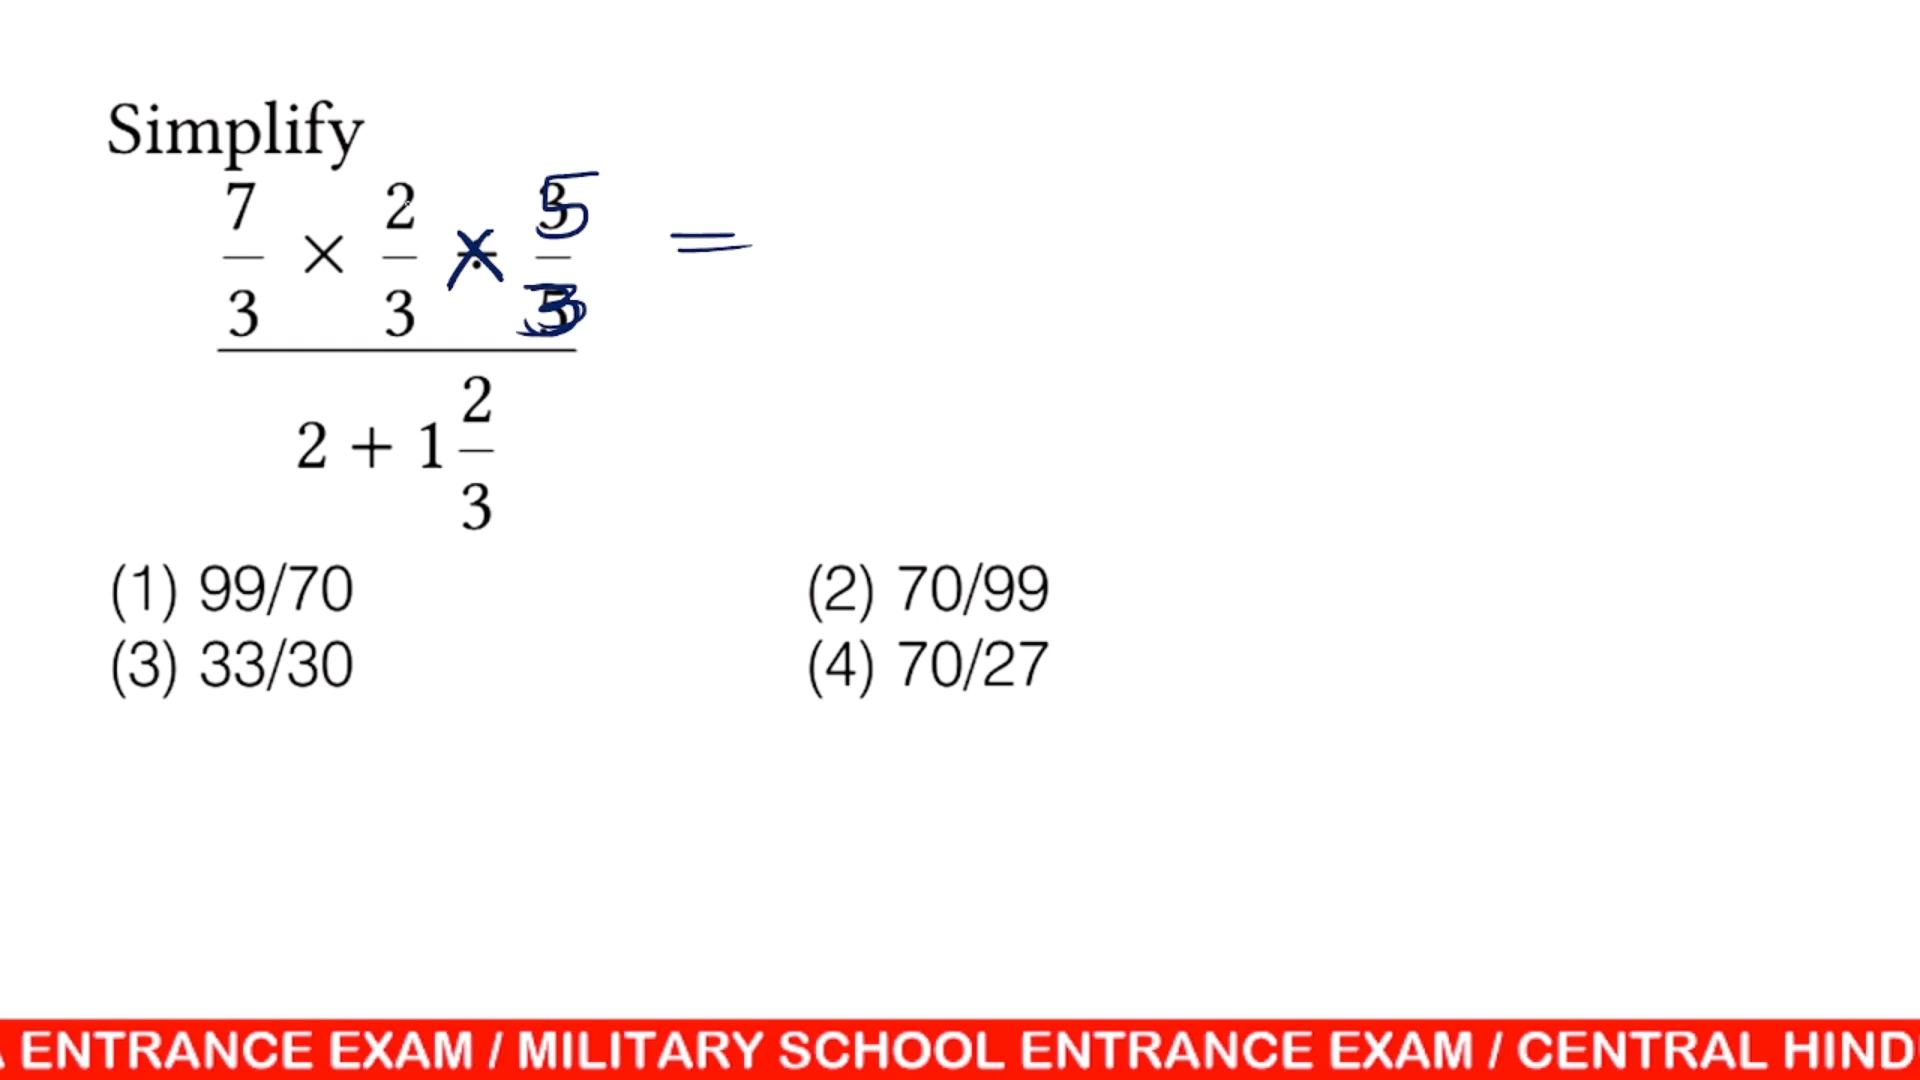 Simplify
7/3 × 2/3 × 5/3 =
2 + 1 2/3
(1) 99/70
(2) 70/99
(3) 33/30
(4) 70/27
ENTRANCE EXAM / MILITARY SCHOOL ENTRANCE EXAM / CENTRAL HIND